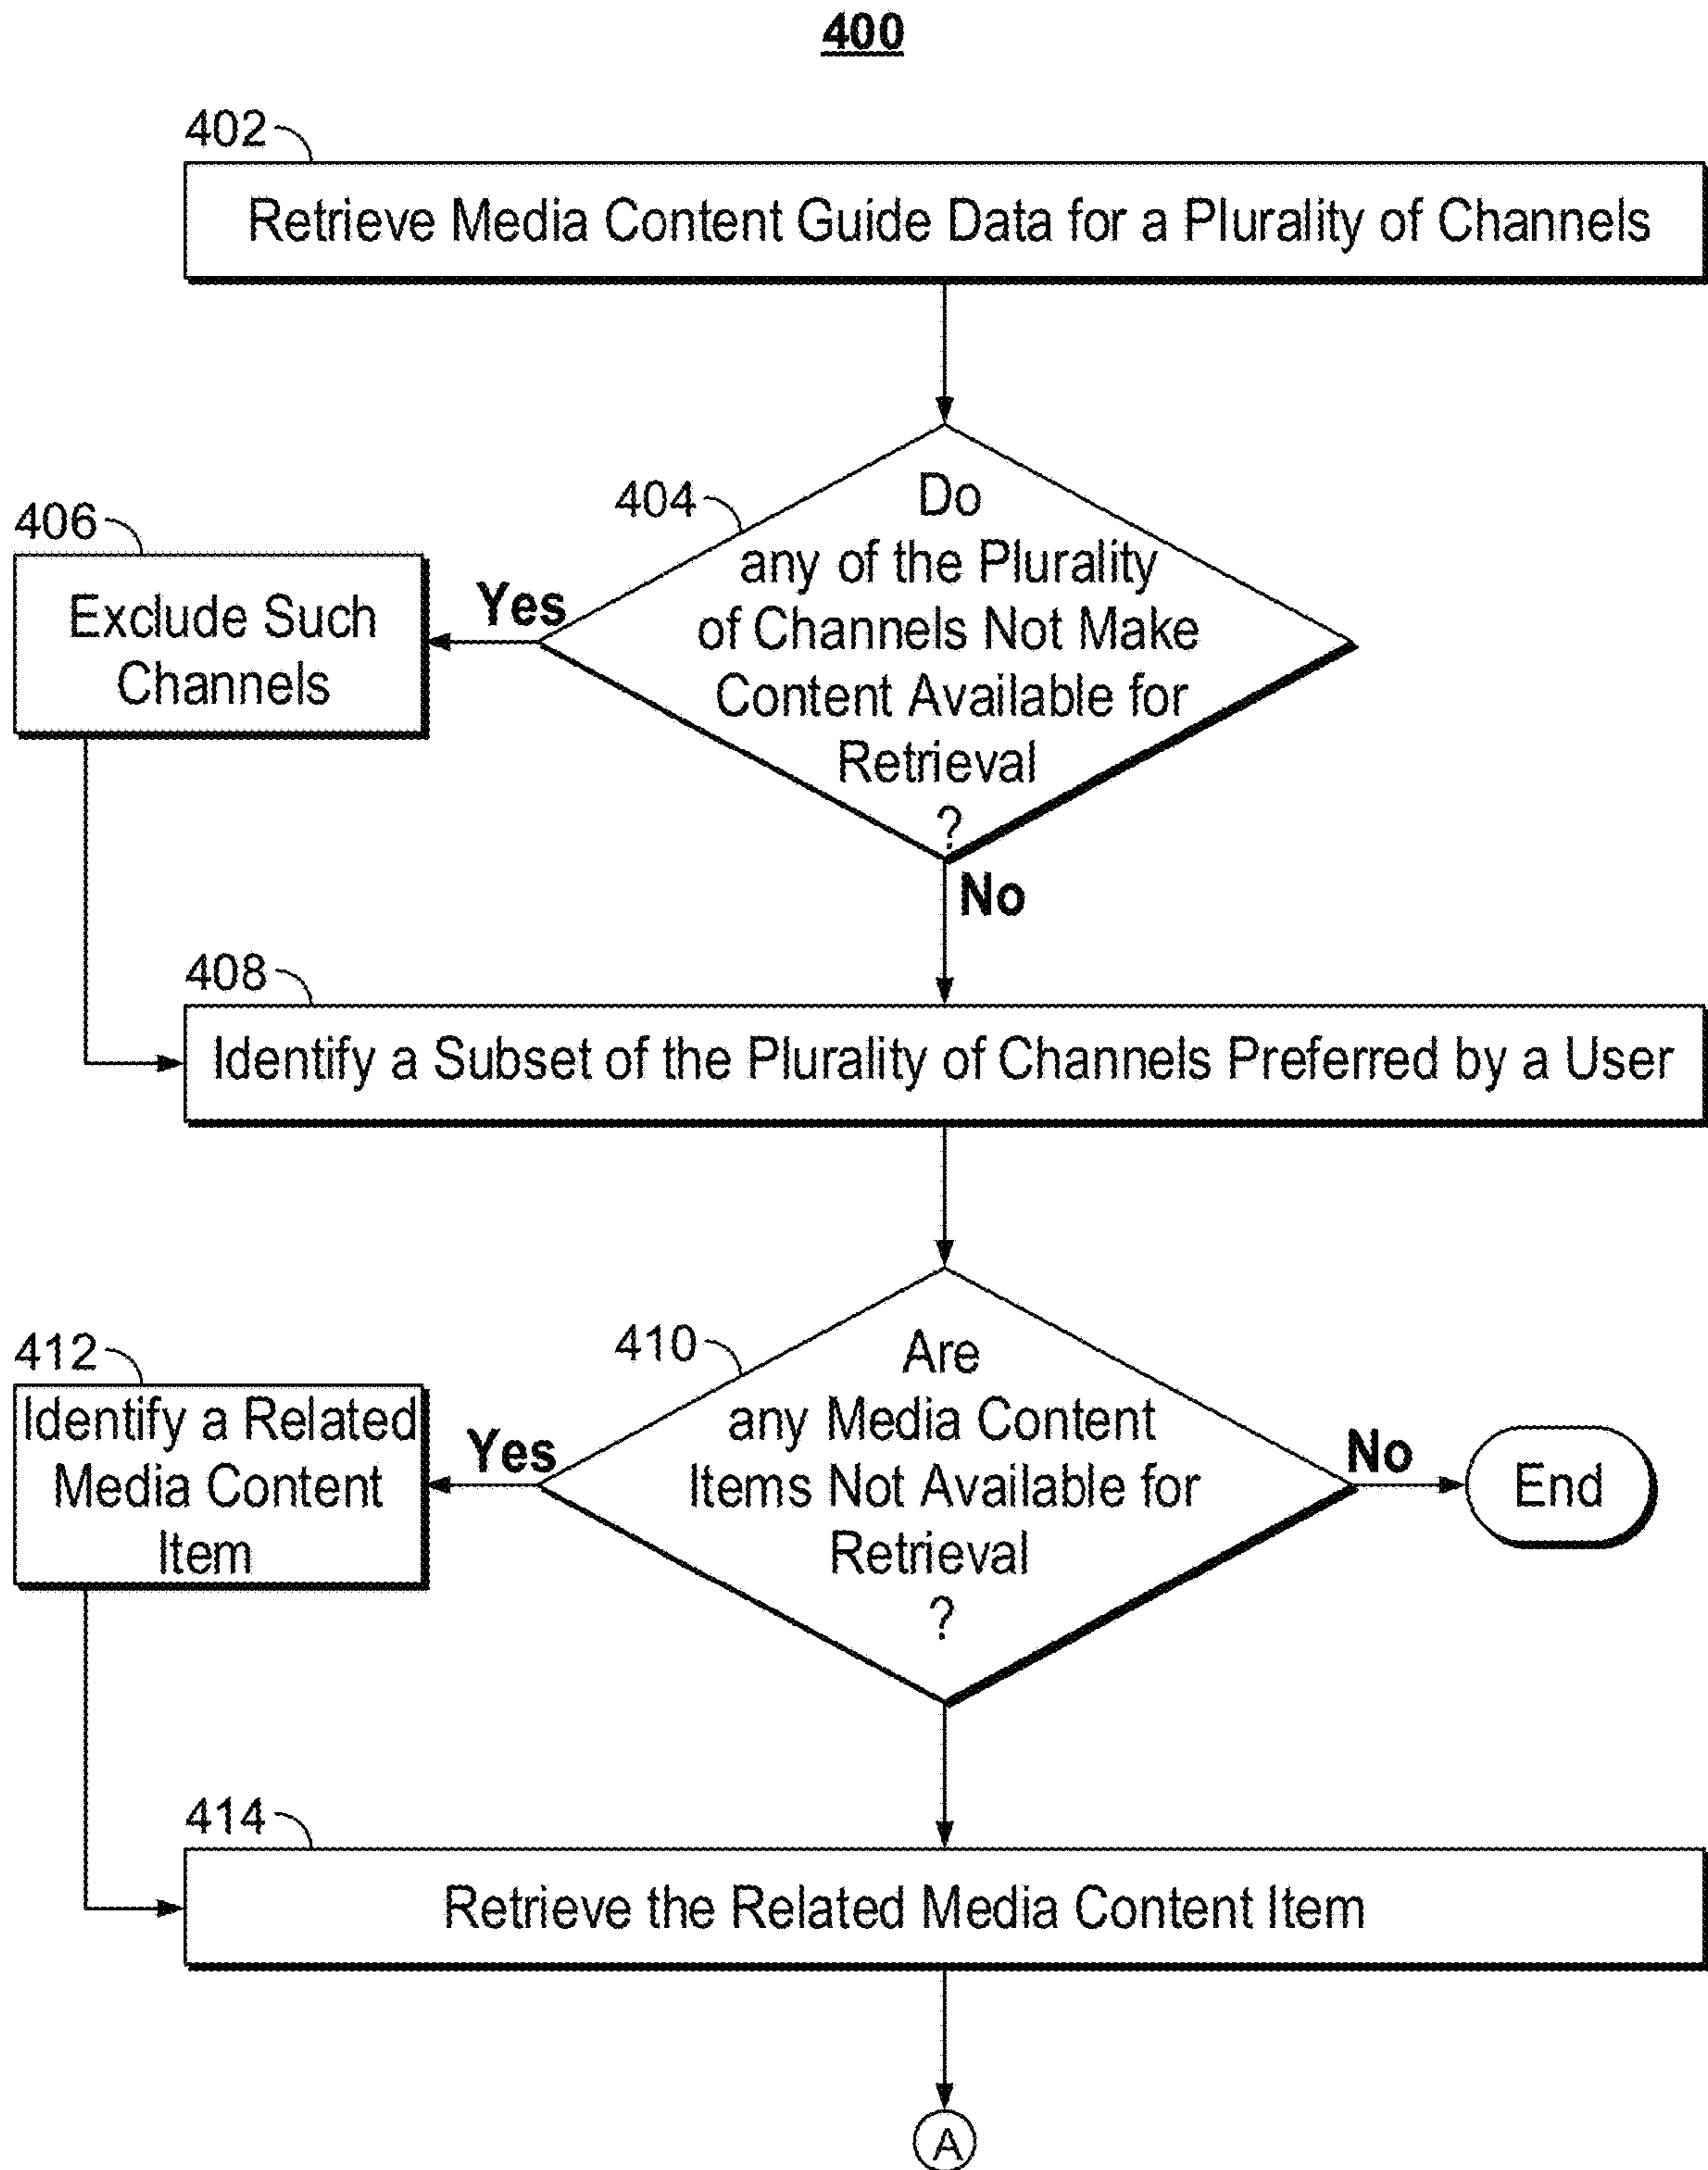 400
402
Retrieve Media Content Guide Data for a Plurality of Channels
404
Do
any of the Plurality
of Channels Not Make
Content Available for
Retrieval
?
Yes
406
Exclude Such
Channels
No
408
Identify a Subset of the Plurality of Channels Preferred by a User
410
Are
any Media Content
Items Not Available for
Retrieval
?
Yes
412
Identify a Related
Media Content
Item
No
End
414
Retrieve the Related Media Content Item
A